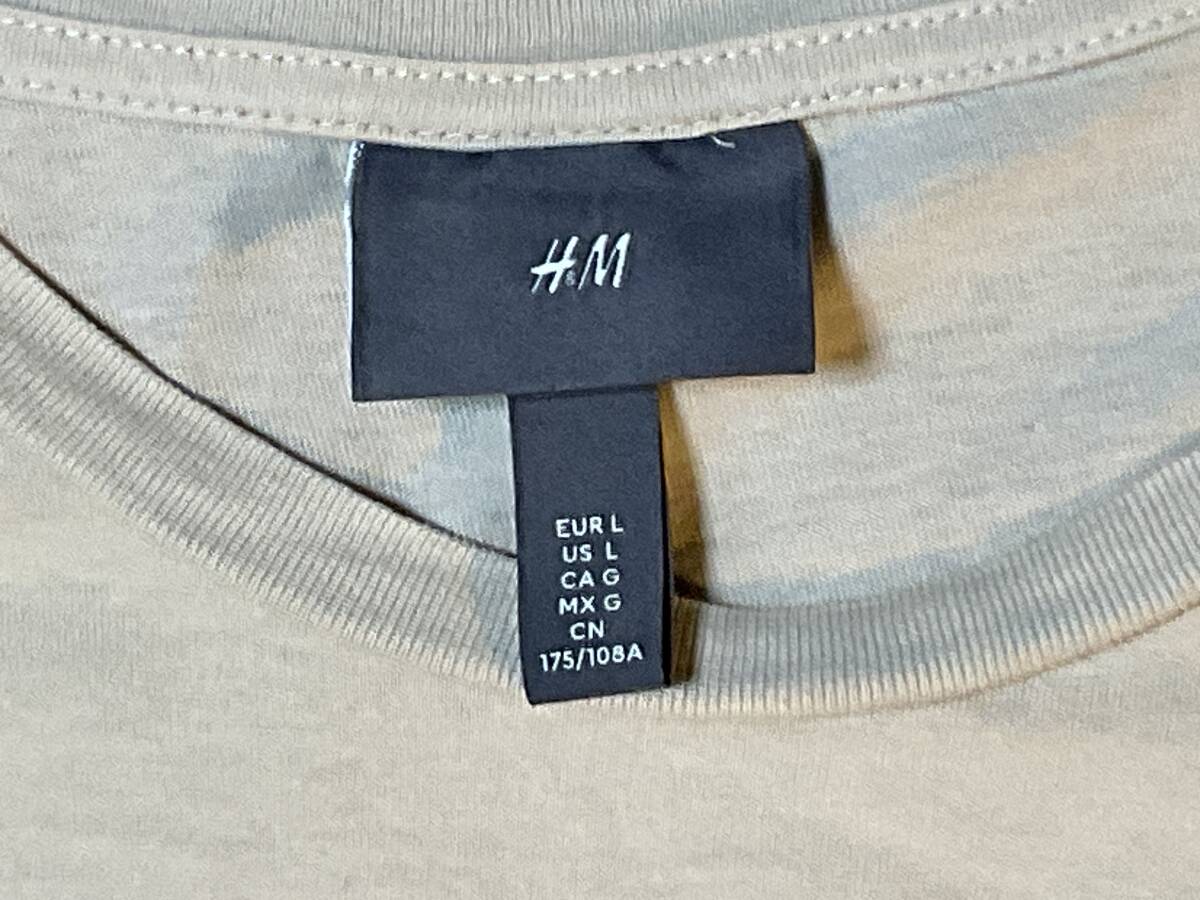 H&M
EUR L
US L
CA G
MX G
CN
175/108A